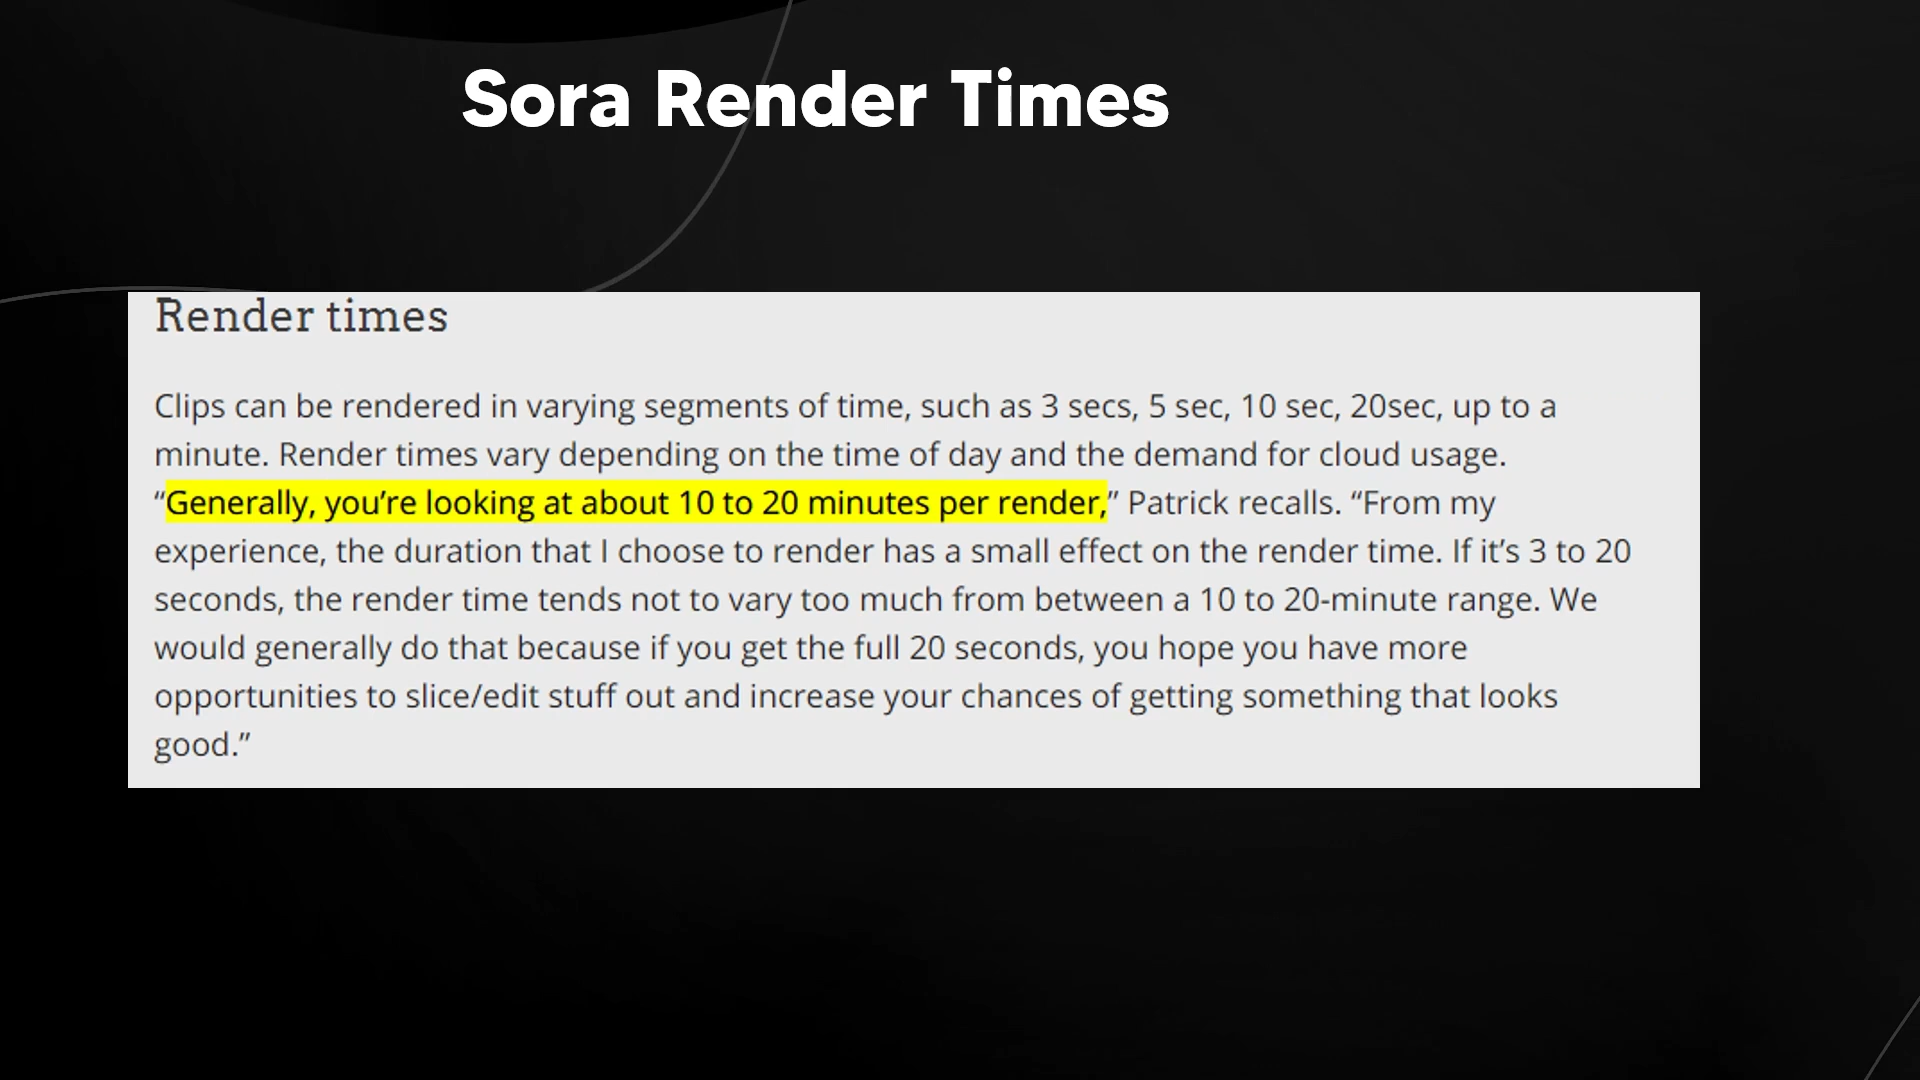 Sora Render Times
Render times
Clips can be rendered in varying segments of time, such as 3 secs, 5 sec, 10 sec, 20sec, up to a
minute. Render times vary depending on the time of day and the demand for cloud usage.
“Generally, you’re looking at about 10 to 20 minutes per render,” Patrick recalls. “From my
experience, the duration that I choose to render has a small effect on the render time. If it’s 3 to 20
seconds, the render time tends not to vary too much from between a 10 to 20-minute range. We
would generally do that because if you get the full 20 seconds, you hope you have more
opportunities to slice/edit stuff out and increase your chances of getting something that looks
good.”